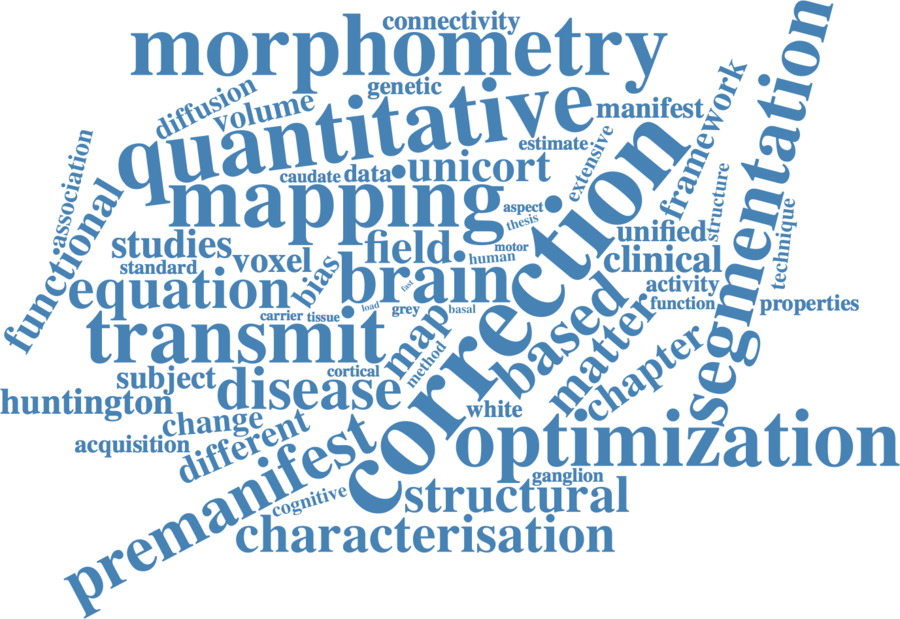 connectivity
morphometry
genetic
diffusion
volume
quantitative
manifest
framework
segmentation
estimate
extensive
association
caudate
data
unicort
mapping
correction
functional
aspect
thesis
structure
technique
studies
field
motor
unified
standard
voxel
human
clinical
bias
brain
fast
activity
equation
load
grey
basal
based
function
properties
carrier
tissue
transmit
map
method
matter
chapter
cortical
subject
disease
huntington
white
change
different
acquisition
optimization
premanifest
ganglion
cognitive
structural
characterisation